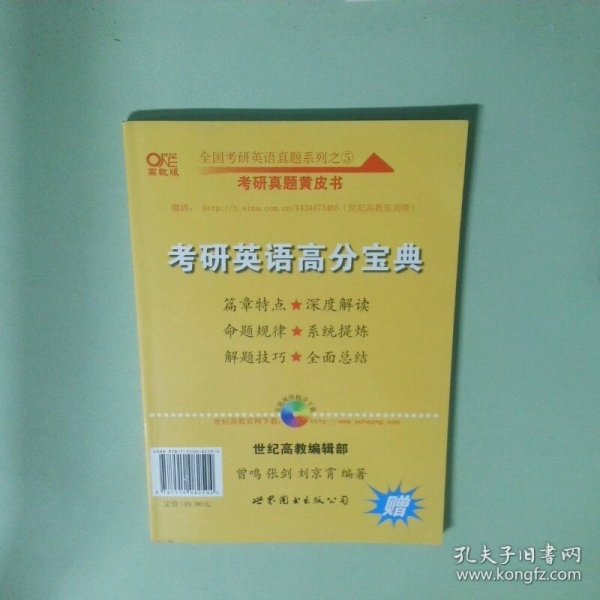 ONE
高教版
全国考研英语真题系列之⑤
考研真题黄皮书
微博： http://t.sina.com.cn/1434473485（世纪高教张剑锋）
考研英语高分宝典
篇章特点★深度解读
命题规律★系统提炼
解题技巧★全面总结
世纪高教官网下载
世纪高教编辑部
曾鸣 张剑 刘京霄 编著
世界图书出版公司
定价:49.80元
赠
孔夫子旧书网
www.kongfz.com